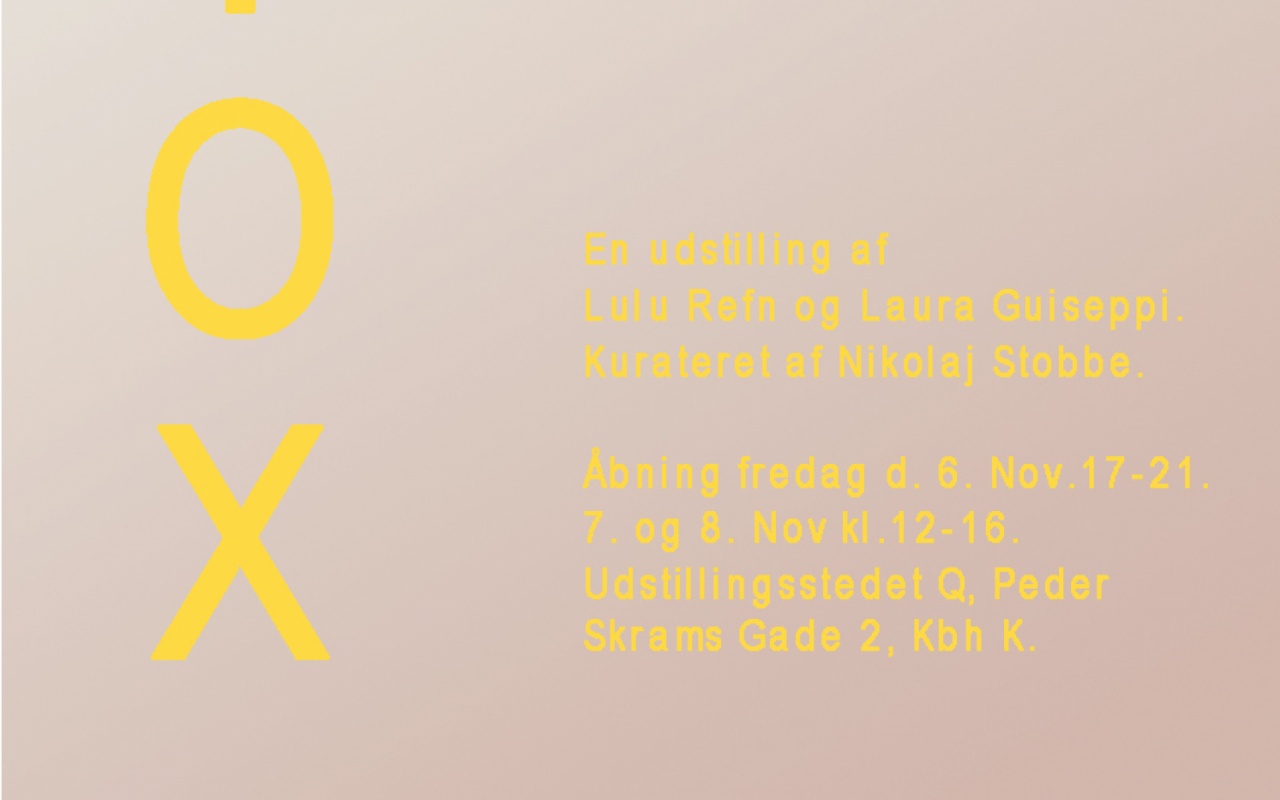 O
X
En udstilling af
Lulu Refn og Laura Guiseppi.
Kurateret af Nikolaj Stobbe.
Åbning fredag d. 6. Nov.17-21.
7. og 8. Nov kl.12-16.
Udstillingsstedet Q, Peder
Skrams Gade 2, Kbh K.